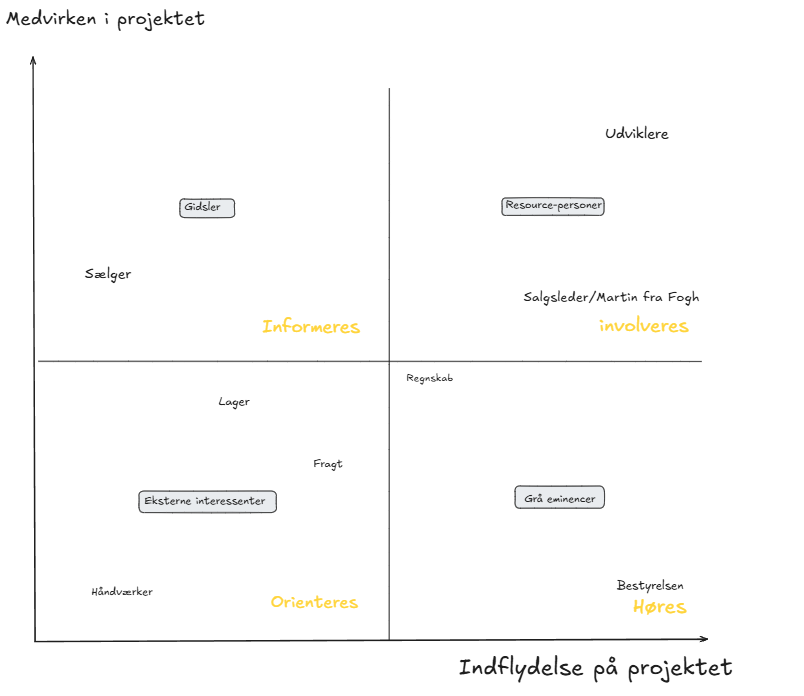 Medvirken i projektet
Udviklere
Gidsler
Resource-personer
Sælger
Salgsleder/Martin fra Fogh
Informeres
involveres
Regnskab
Lager
Fragt
Eksterne interessenter
Grå eminencer
Håndværker
Bestyrelsen
Orienteres
Høres
Indflydelse på projektet